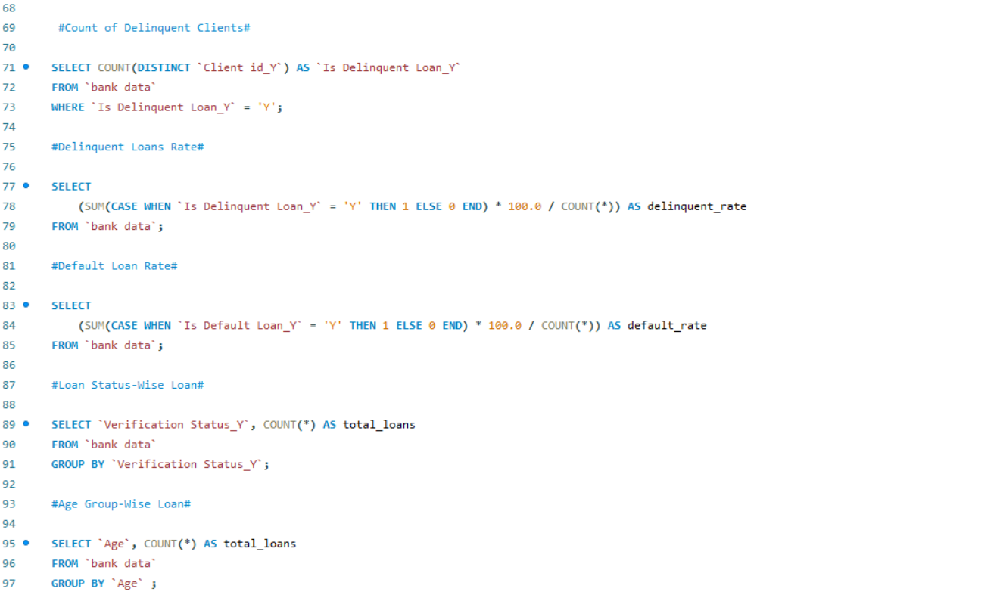 68
69 #Count of Delinquent Clients#
70
71 SELECT COUNT(DISTINCT `Client id_Y`) AS `Is Delinquent Loan_Y`
72 FROM `bank data`
73 WHERE `Is Delinquent Loan_Y` = 'Y';
74
75 #Delinquent Loans Rate#
76
77 SELECT
78 (SUM(CASE WHEN `Is Delinquent Loan_Y` = 'Y' THEN 1 ELSE 0 END) * 100.0 / COUNT(*)) AS delinquent_rate
79 FROM `bank data`;
80
81 #Default Loan Rate#
82
83 SELECT
84 (SUM(CASE WHEN `Is Default Loan_Y` = 'Y' THEN 1 ELSE 0 END) * 100.0 / COUNT(*)) AS default_rate
85 FROM `bank data`;
86
87 #Loan Status-Wise Loan#
88
89 SELECT `Verification Status_Y`, COUNT(*) AS total_loans
90 FROM `bank data`
91 GROUP BY `Verification Status_Y`;
92
93 #Age Group-Wise Loan#
94
95 SELECT `Age`, COUNT(*) AS total_loans
96 FROM `bank data`
97 GROUP BY `Age` ;